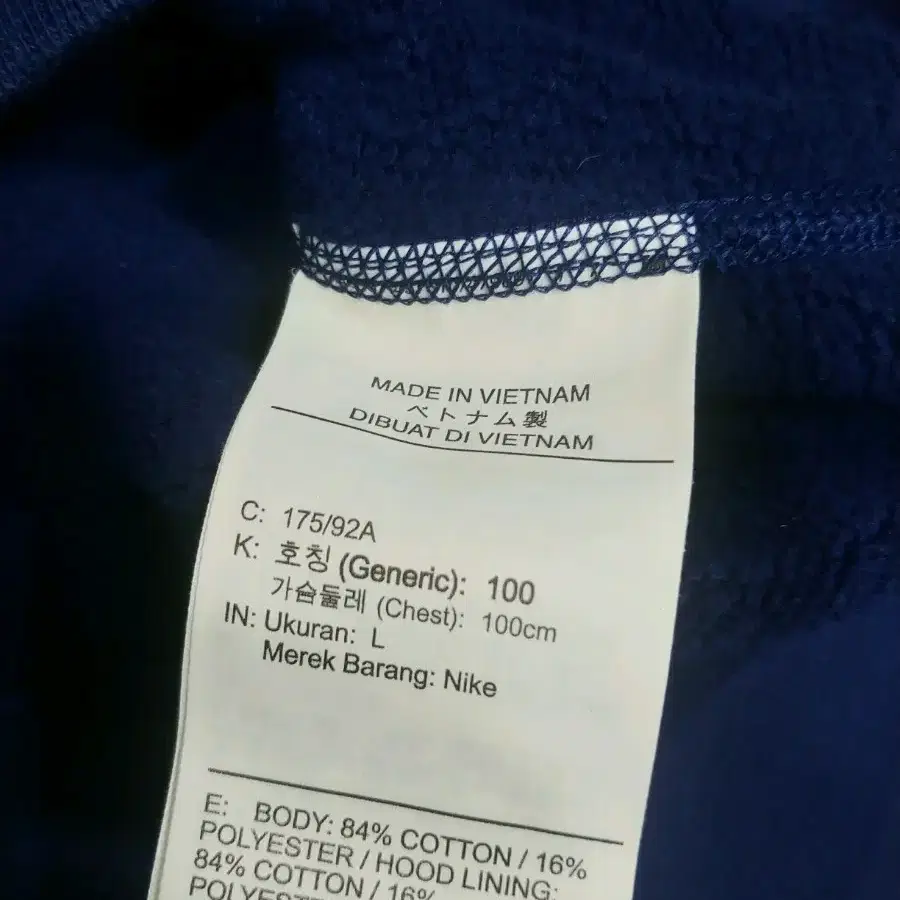 MADE IN VIETNAM
ベトナム製
DIBUAT DI VIETNAM
C: 175/92A
K: 호칭 (Generic): 100
가슴둘레 (Chest): 100cm
IN: Ukuran: L
Merek Barang: Nike
E: BODY: 84% COTTON / 16%
POLYESTER / HOOD LINING:
84% COTTON / 16%
POLYESTER